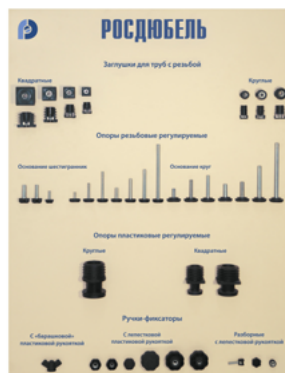 РОСДЮБЕЛЬ
Заглушки для труб с резьбой
Квадратные
Круглые
Опоры резьбовые регулируемые
Основание шестигранник
Основание круг
Опоры пластиковые регулируемые
Круглые
Квадратные
Ручки-фиксаторы
С «барашковой»
пластиковой рукояткой
С лепестковой
пластиковой рукояткой
Разборные
с лепестковой рукояткой